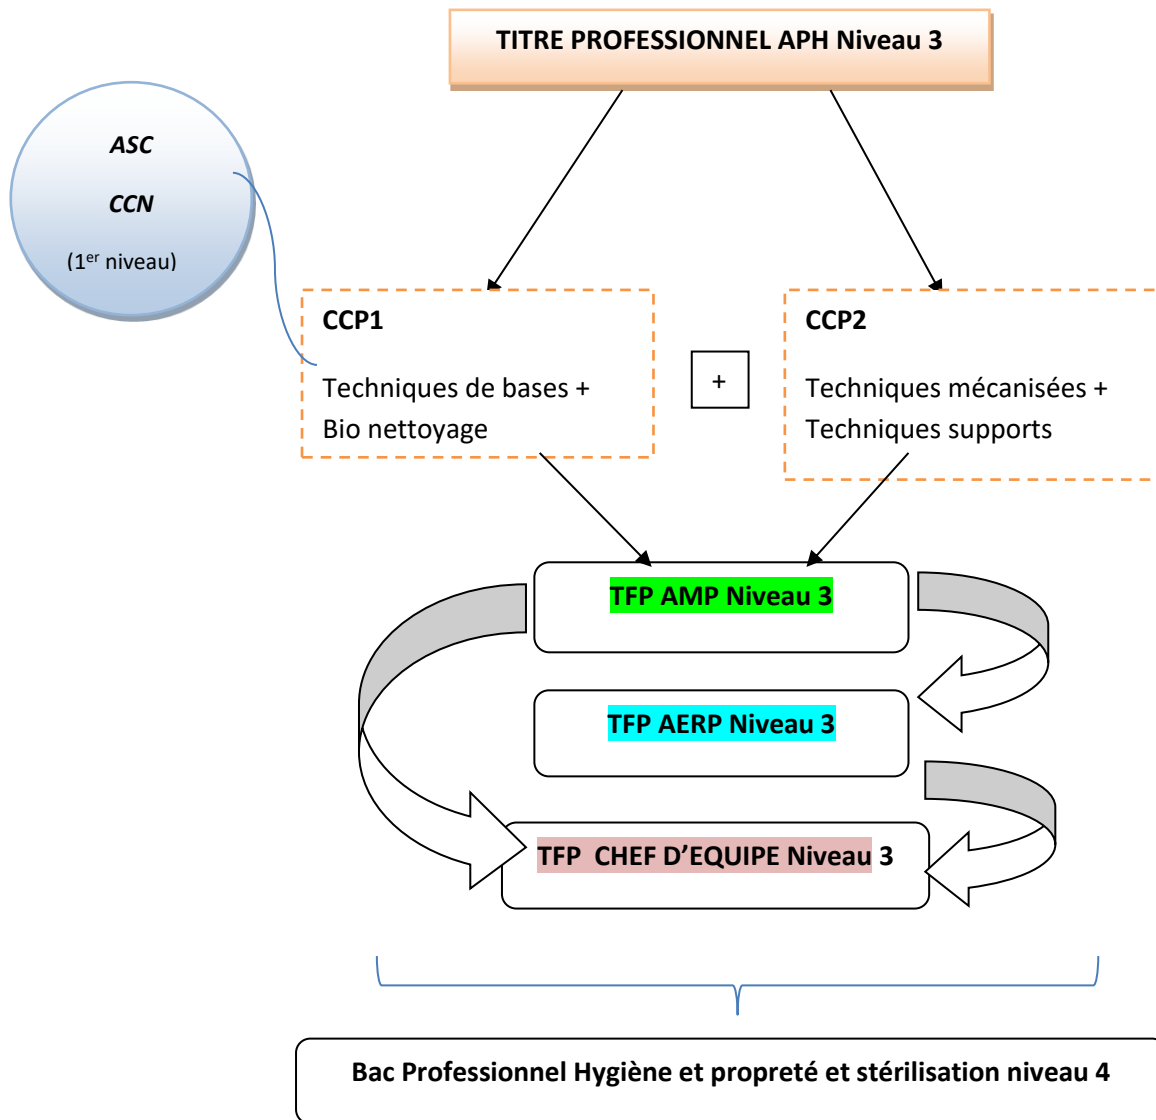 TITRE PROFESSIONNEL APH Niveau 3
ASC
CCN
(1er niveau)
CCP1
Techniques de bases +
Bio nettoyage
+
CCP2
Techniques mécanisées +
Techniques supports
TFP AMP Niveau 3
TFP AERP Niveau 3
TFP CHEF D’EQUIPE Niveau 3
Bac Professionnel Hygiène et propreté et stérilisation niveau 4